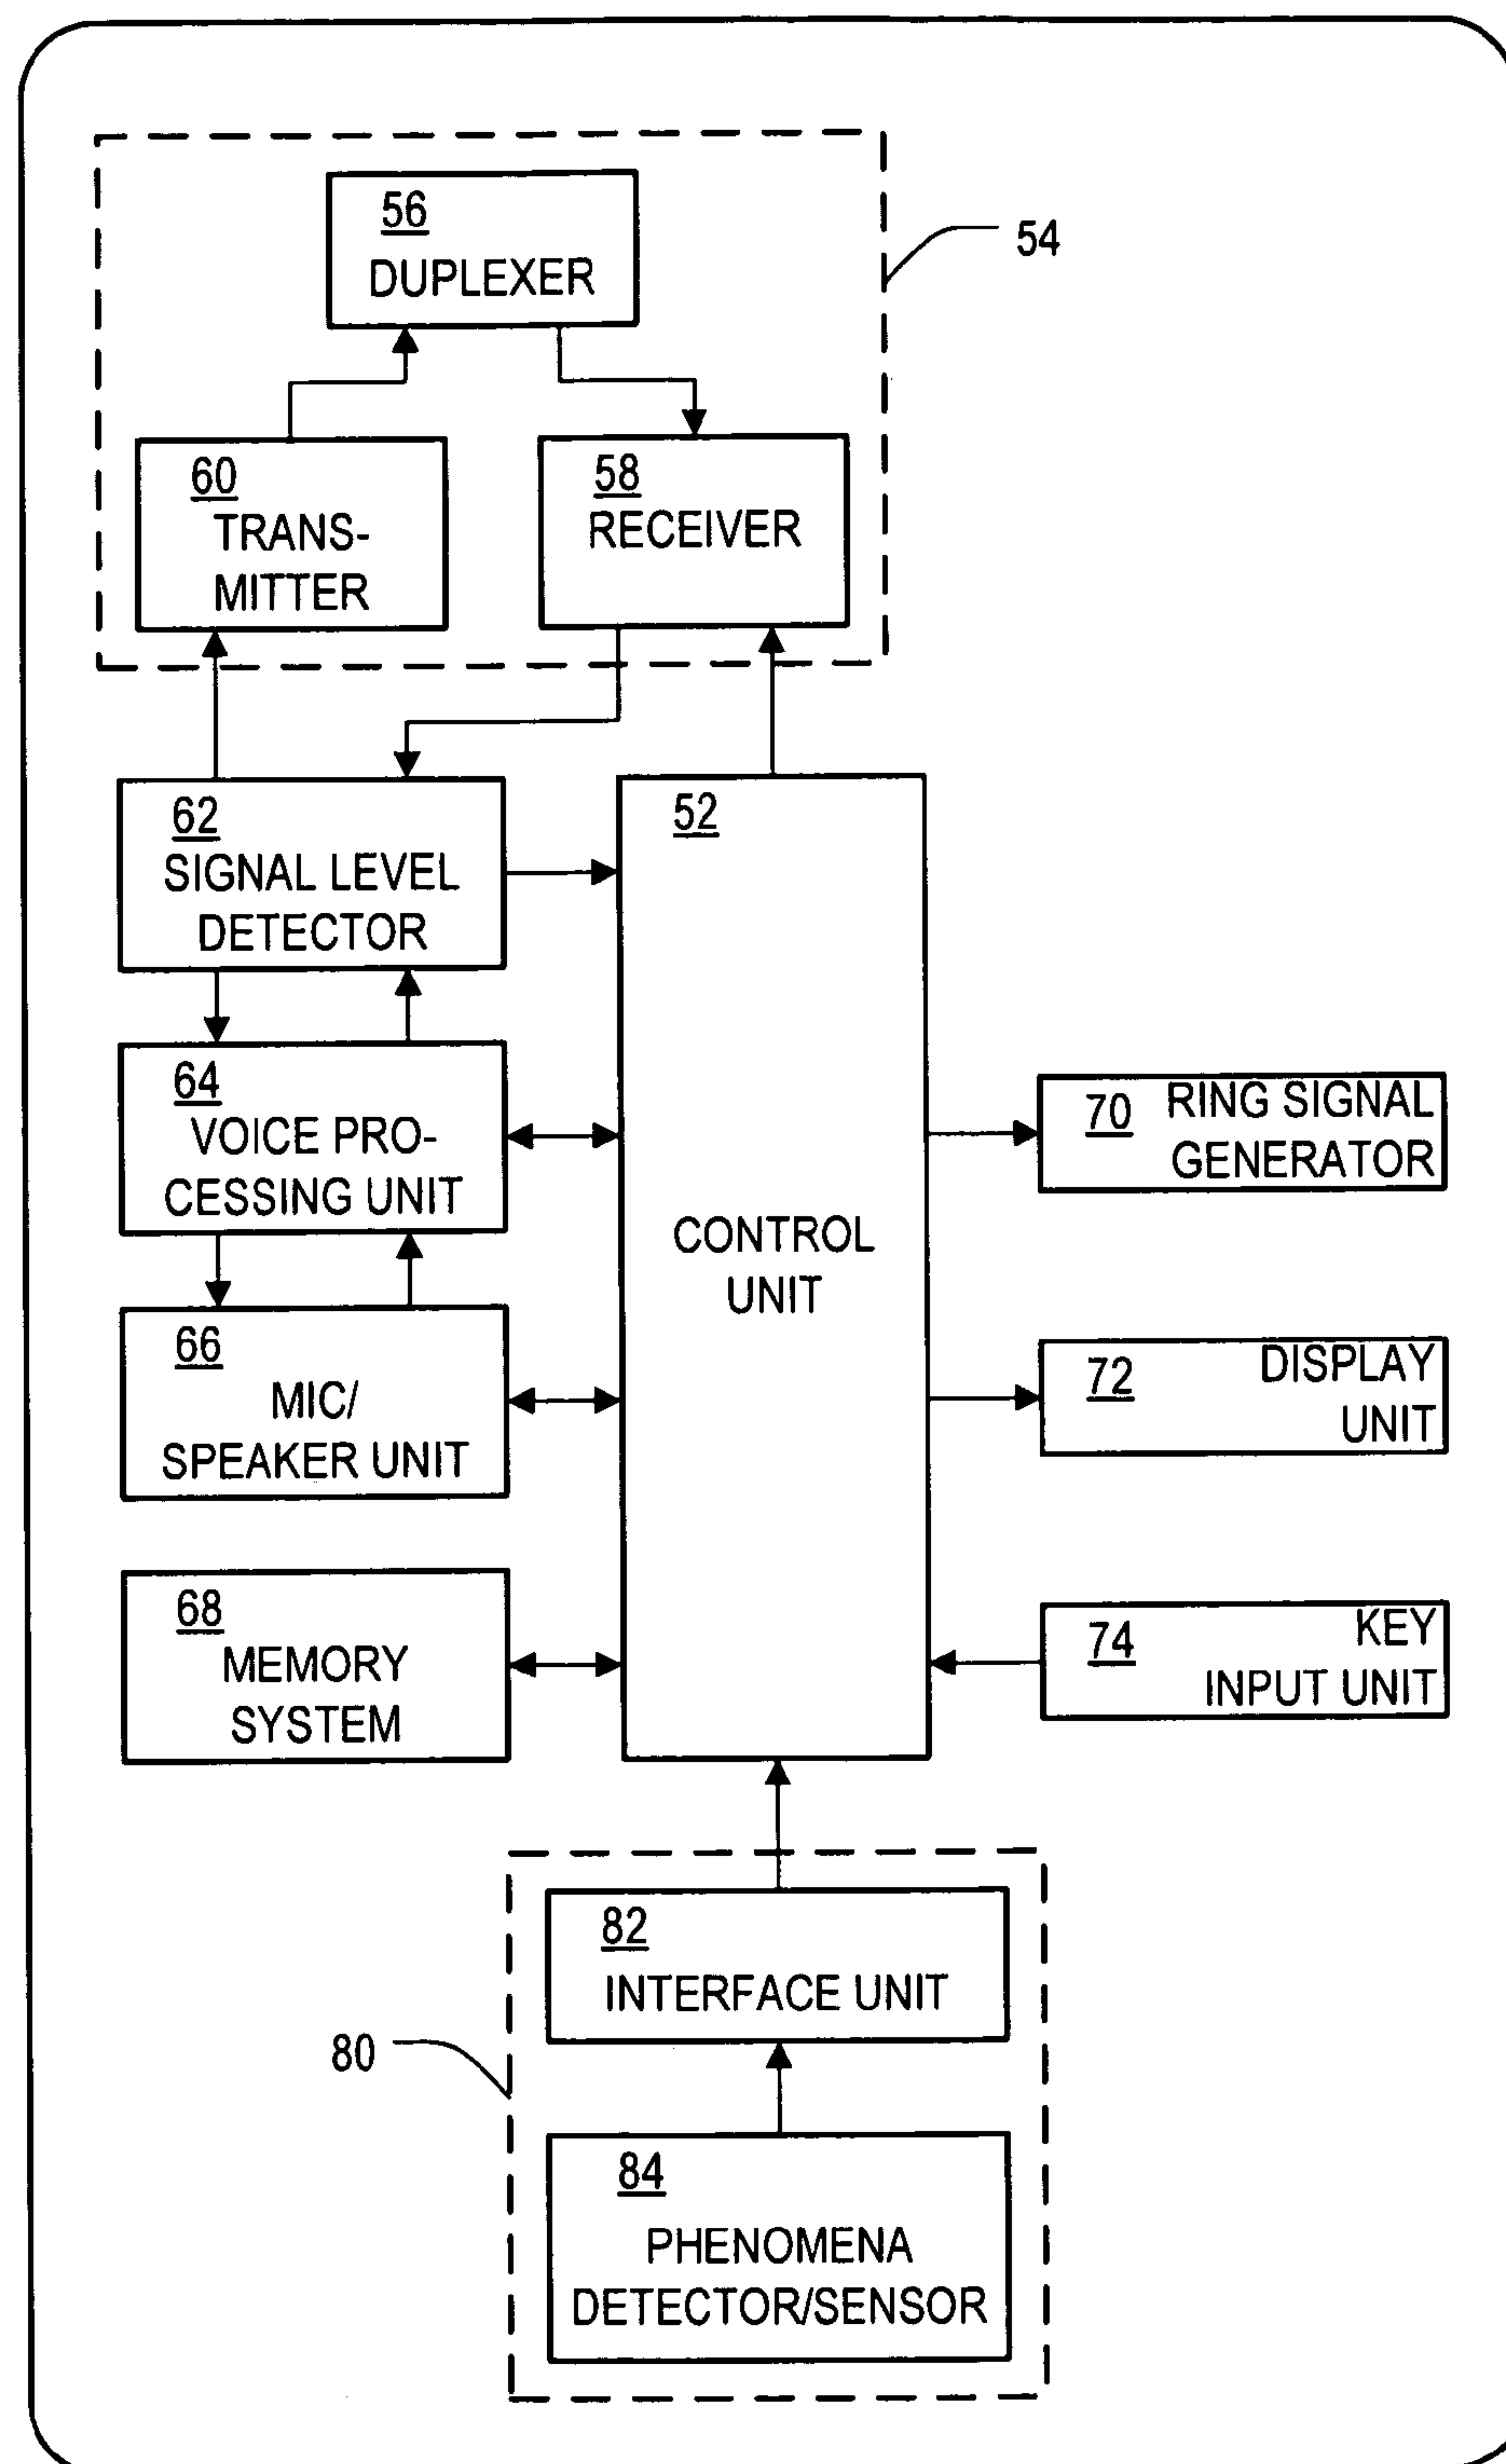 56
DUPLEXER
54
60
TRANS-
MITTER
58
RECEIVER
62
SIGNAL LEVEL
DETECTOR
52
CONTROL
UNIT
64
VOICE PRO-
CESSING UNIT
66
MIC/
SPEAKER UNIT
68
MEMORY
SYSTEM
70 RING SIGNAL
GENERATOR
72 DISPLAY
UNIT
74 KEY
INPUT UNIT
82
INTERFACE UNIT
80
84
PHENOMENA
DETECTOR/SENSOR